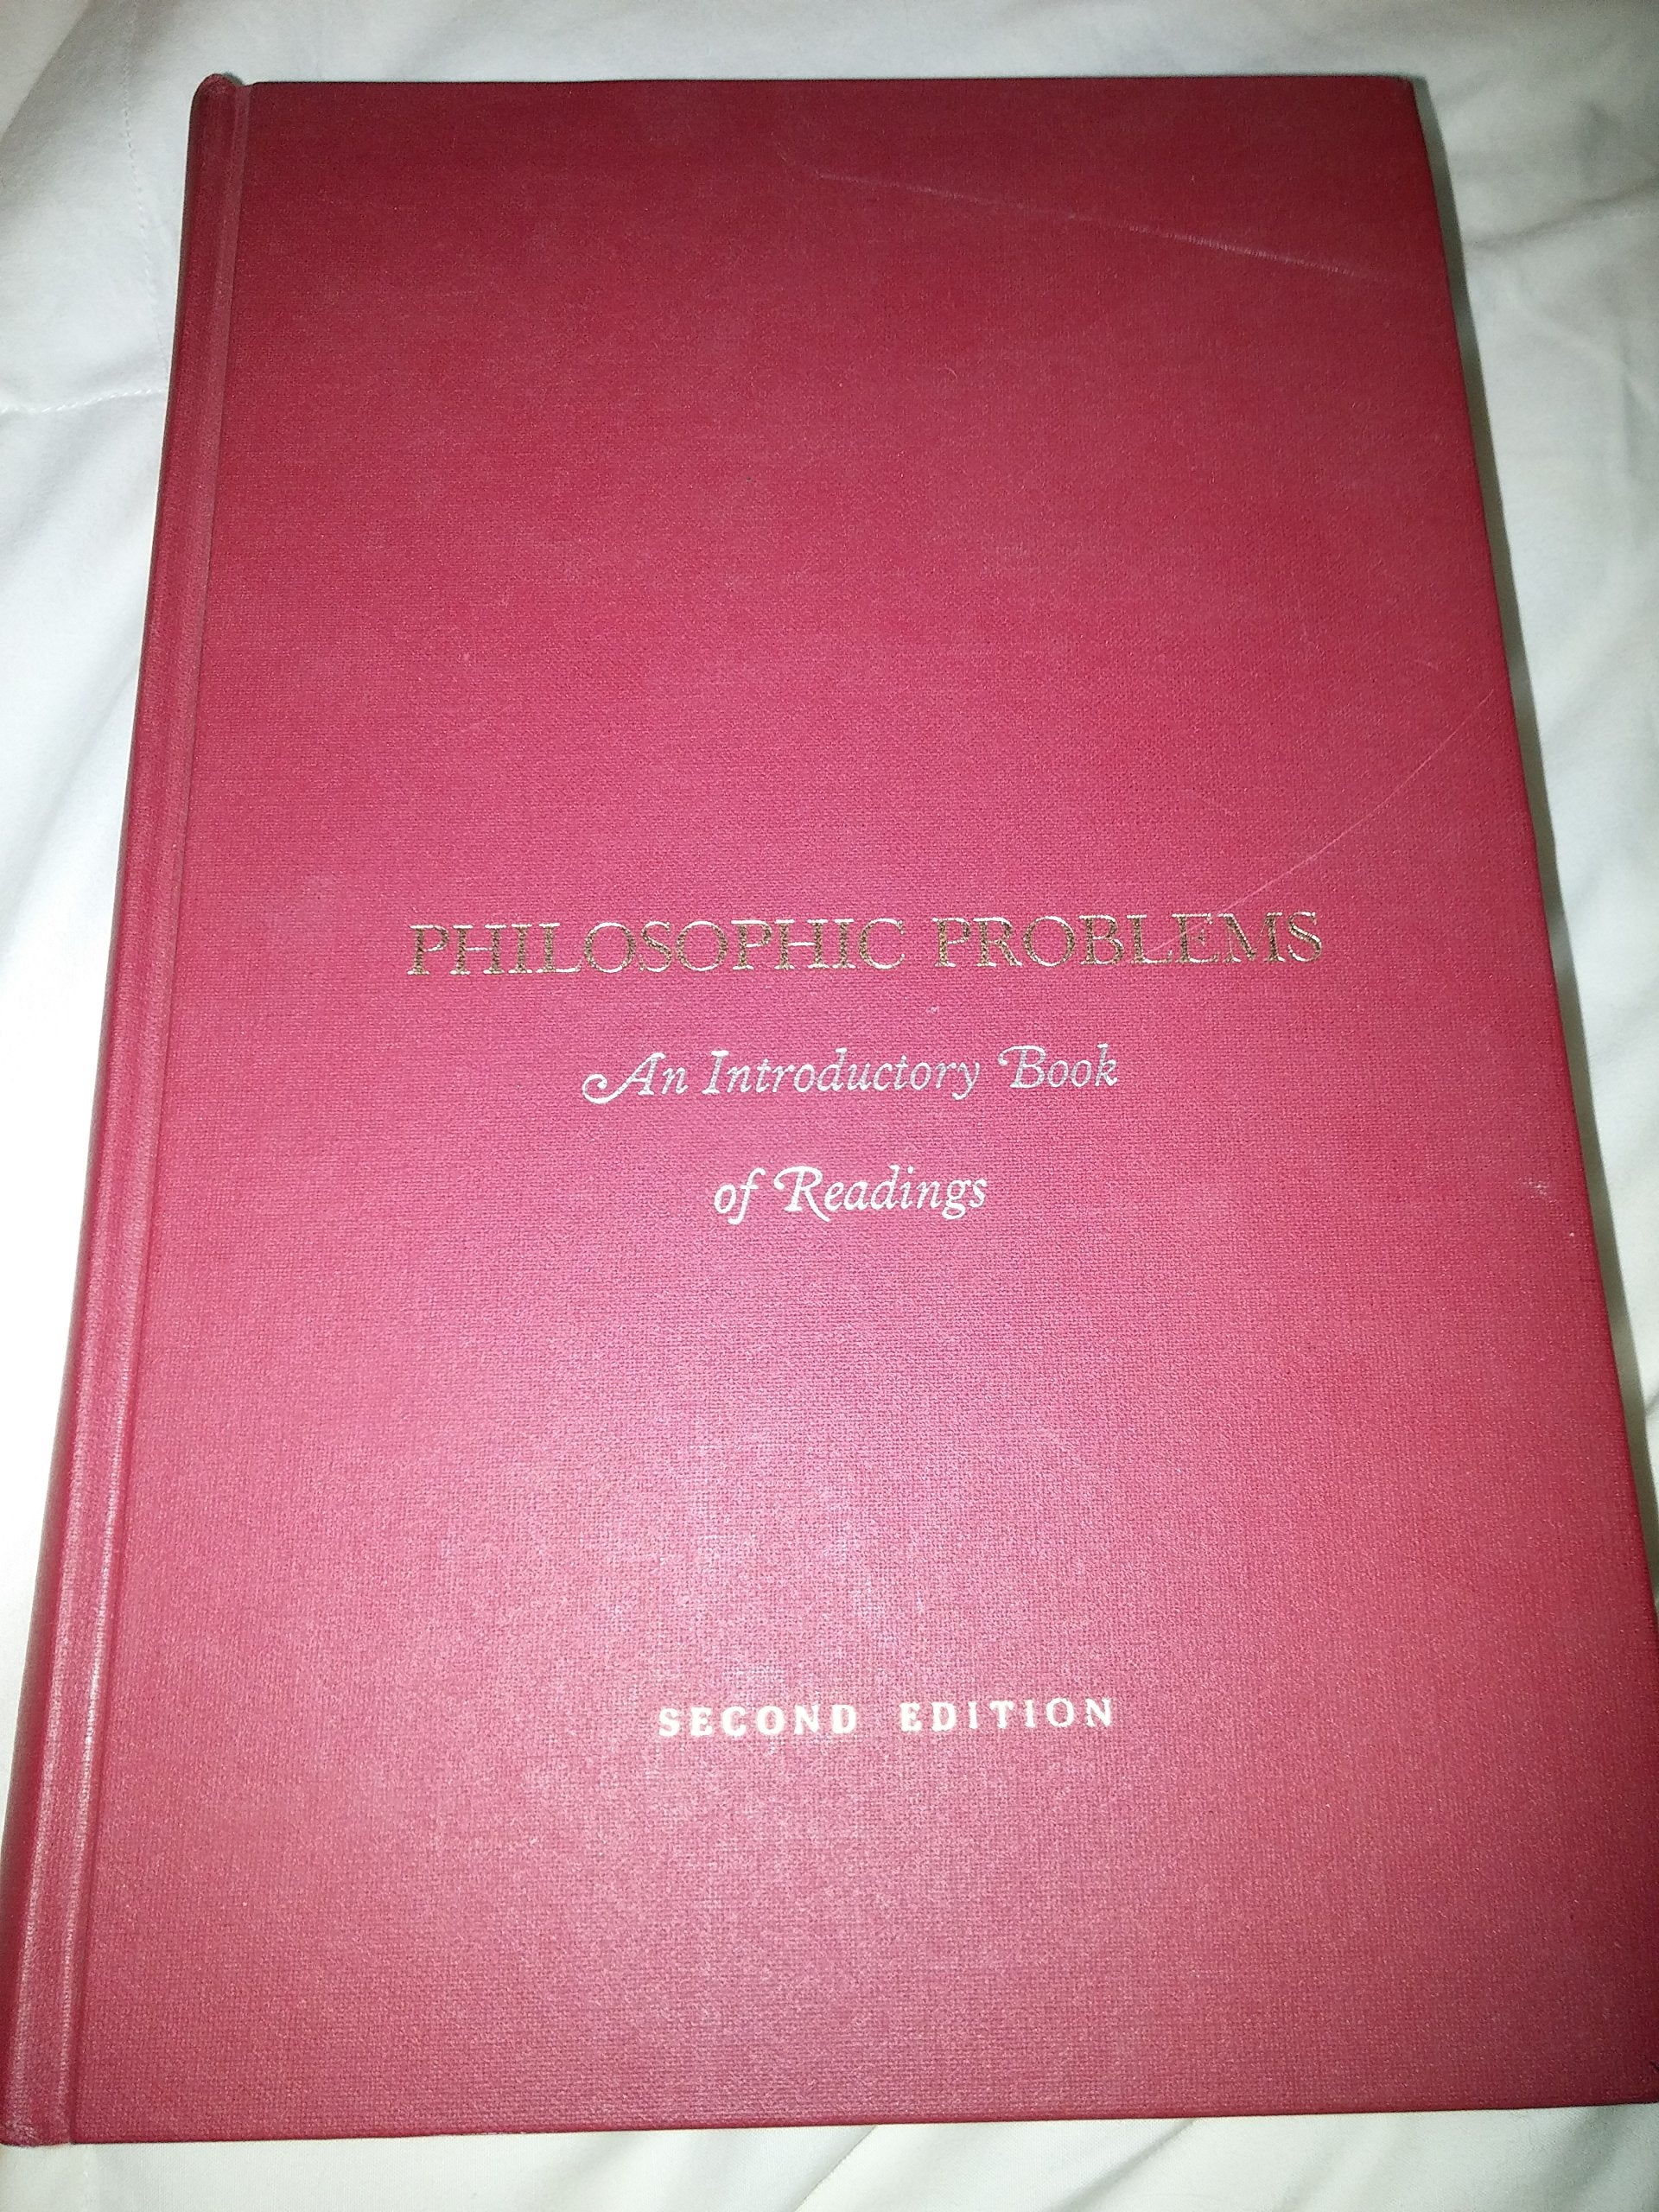 PHILOSOPHIC PROBLEMS
An Introductory Book
of Readings
SECOND EDITION